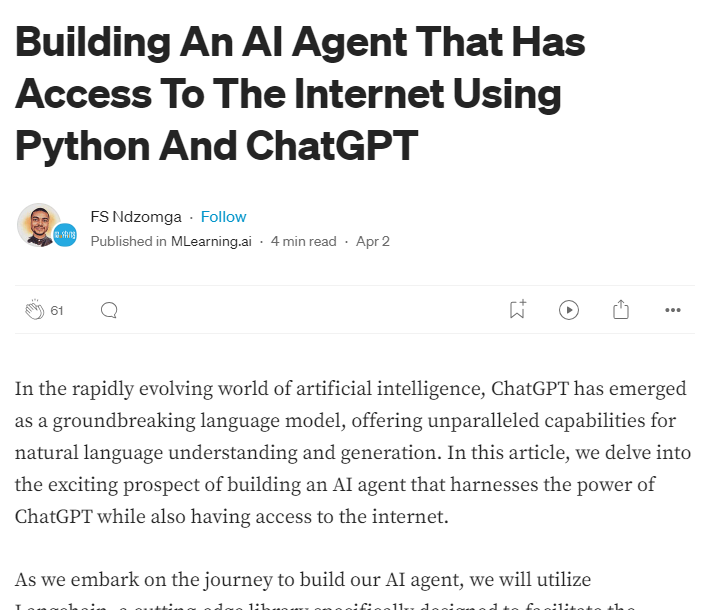 Building An AI Agent That Has
Access To The Internet Using
Python And ChatGPT
FS Ndzomga · Follow
Published in MLearning.ai · 4 min read · Apr 2
61
In the rapidly evolving world of artificial intelligence, ChatGPT has emerged
as a groundbreaking language model, offering unparalleled capabilities for
natural language understanding and generation. In this article, we delve into
the exciting prospect of building an AI agent that harnesses the power of
ChatGPT while also having access to the internet.
As we embark on the journey to build our AI agent, we will utilize
Langchain, a cutting-edge library specifically designed to facilitate the